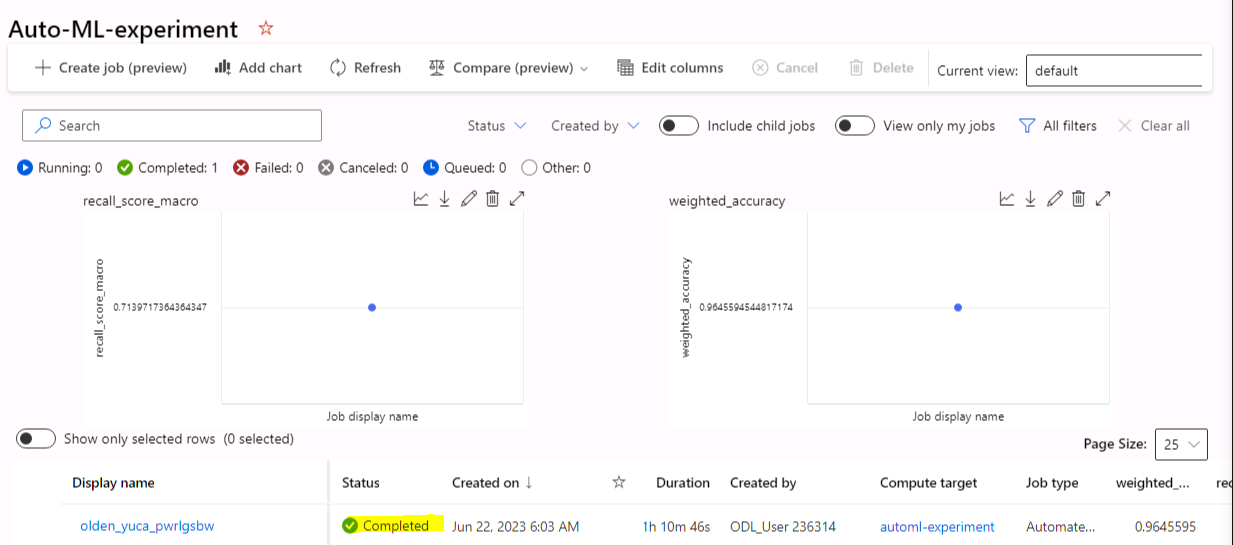 Auto-ML-experiment
Create job (preview) Add chart Refresh Compare (preview) Edit columns Cancel Delete Current view: default
Search Status Created by Include child jobs View only my jobs All filters Clear all
Running: 0 Completed: 1 Failed: 0 Canceled: 0 Queued: 0 Other: 0
recall_score_macro weighted_accuracy
recall_score_macro 0.7139717364364347 weighted_accuracy 0.9645594544817174
Job display name Job display name
Show only selected rows (0 selected)
Page Size: 25
Display name Status Created on Duration Created by Compute target Job type weighted_... rec
olden_yuca_pwrlgsbw Completed Jun 22, 2023 6:03 AM 1h 10m 46s ODL_User 236314 automl-experiment Automate... 0.9645595